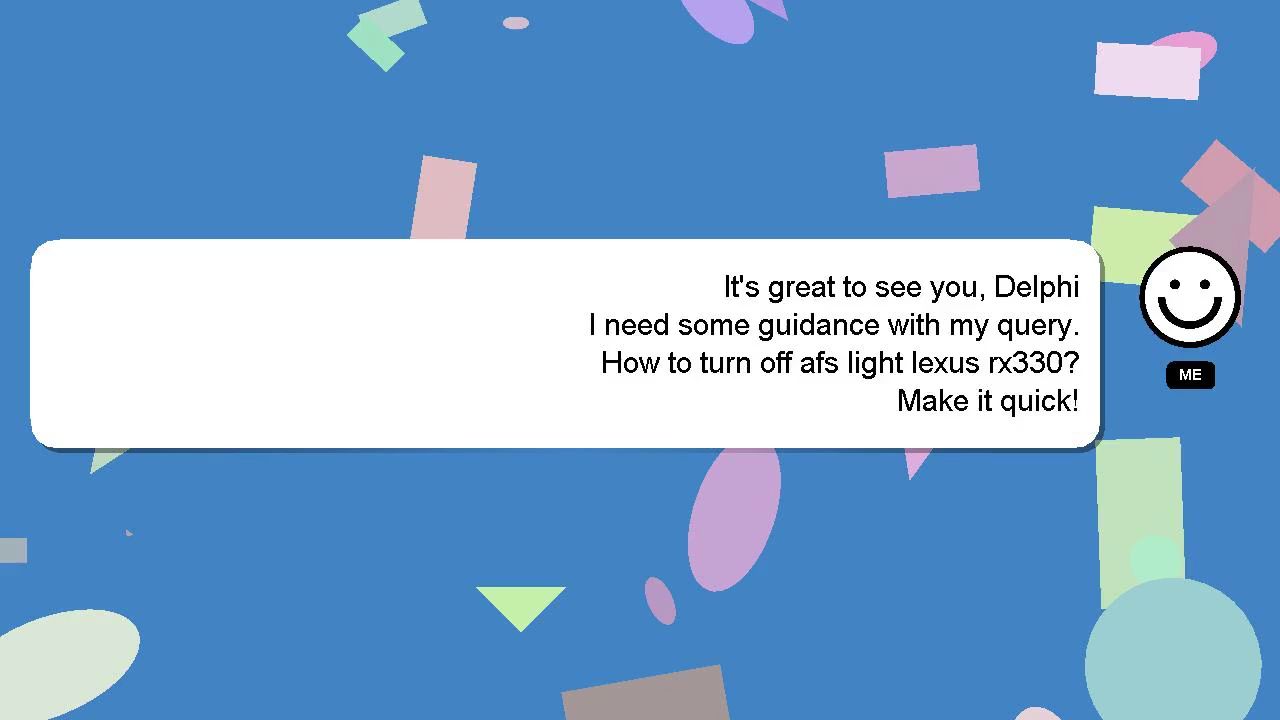 It's great to see you, Delphi
I need some guidance with my query.
How to turn off afs light lexus rx330?
Make it quick!
ME